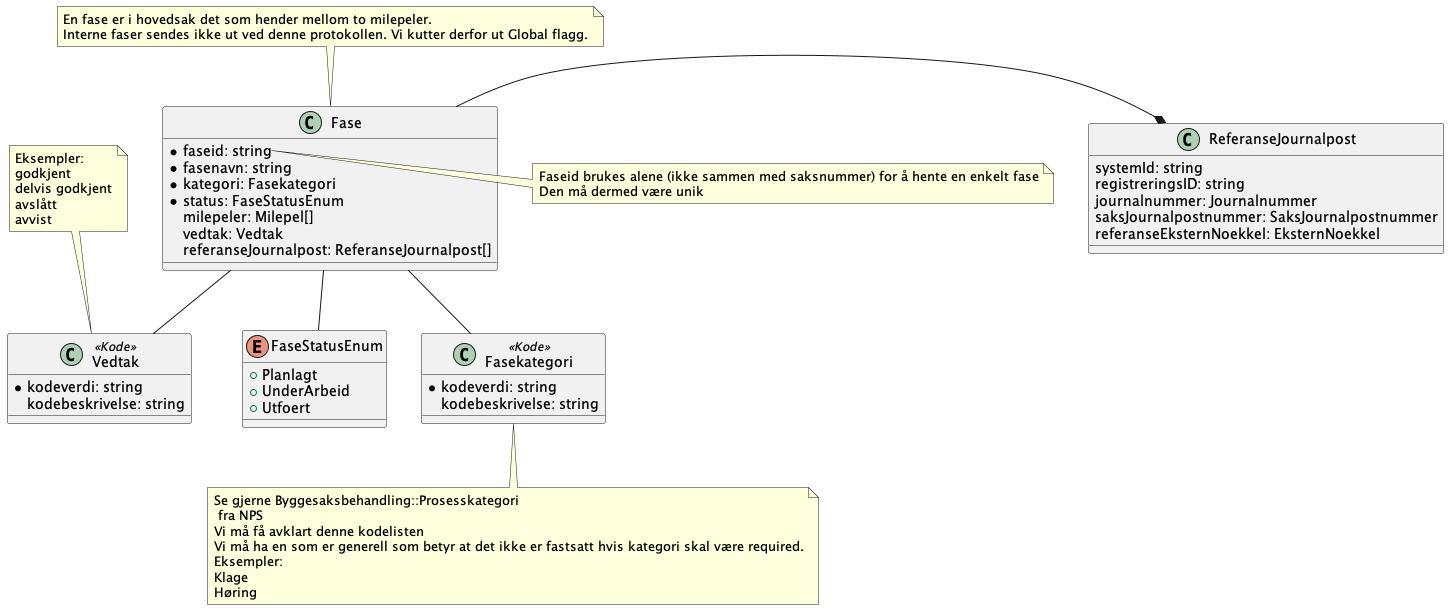 En fase er i hovedsak det som hender mellom to milepeler.
Interne faser sendes ikke ut ved denne protokollen. Vi kutter derfor ut Global flagg.
C Fase
faseid: string
fasenavn: string
kategori: Fasekategori
status: FaseStatusEnum
milepeler: Milepel[]
vedtak: Vedtak
referanseJournalpost: ReferanseJournalpost[]
Eksempler:
godkjent
delvis godkjent
avslått
avvist
Faseid brukes alene (ikke sammen med saksnummer) for å hente en enkelt fase
Den må dermed være unik
C ReferanseJournalpost
systemId: string
registreringsID: string
journalnummer: Journalnummer
saksJournalpostnummer: SaksJournalpostnummer
referanseEksternNoekkel: EksternNoekkel
«Kode»
C Vedtak
kodeverdi: string
kodebeskrivelse: string
E FaseStatusEnum
Planlagt
UnderArbeid
Utfoert
«Kode»
C Fasekategori
kodeverdi: string
kodebeskrivelse: string
Se gjerne Byggesaksbehandling::Prosesskategori
fra NPS
Vi må få avklart denne kodelisten
Vi må ha en som er generell som betyr at det ikke er fastsatt hvis kategori skal være required.
Eksempler:
Klage
Høring